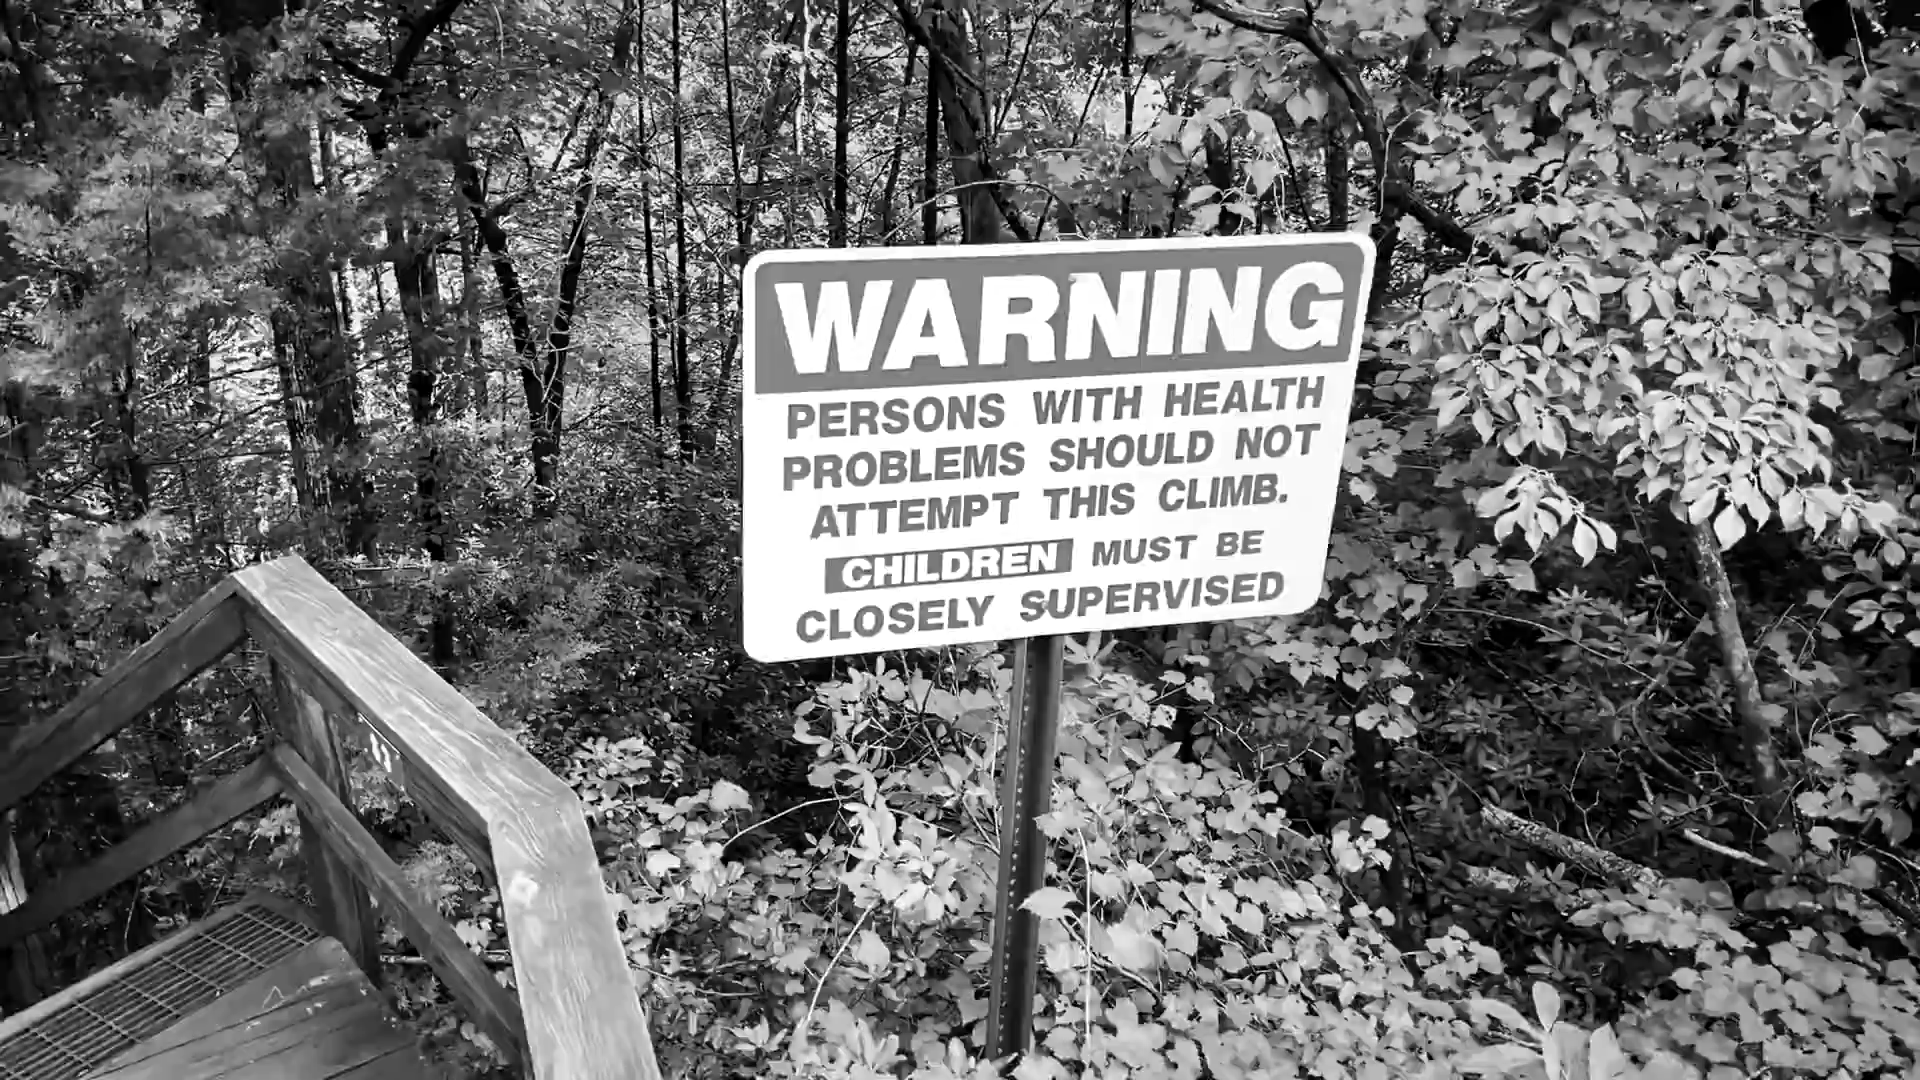 WARNING
PERSONS WITH HEALTH
PROBLEMS SHOULD NOT
ATTEMPT THIS CLIMB.
CHILDREN MUST BE
CLOSELY SUPERVISED